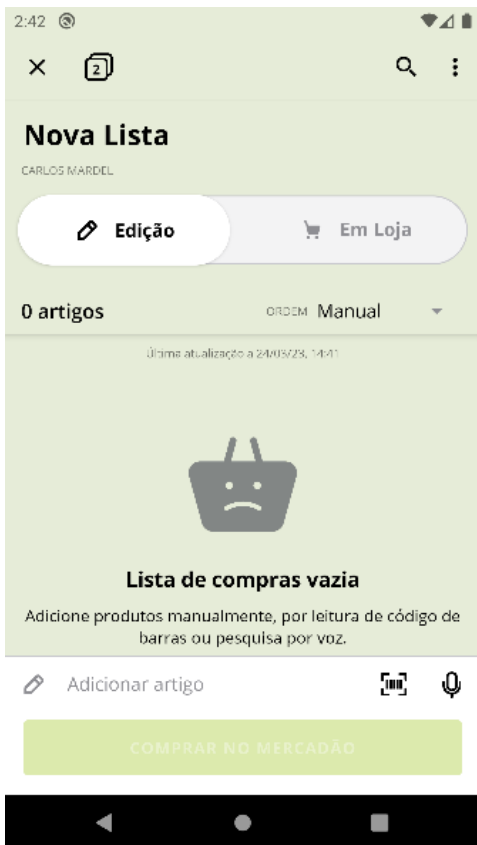 2:42
2
Nova Lista
CARLOS MARDEL
Edição
Em Loja
0 artigos
ORDEM Manual
Última atualização a 24/03/23, 14:41
Lista de compras vazia
Adicione produtos manualmente, por leitura de código de
barras ou pesquisa por voz.
Adicionar artigo
COMPRAR NO MERCADÃO